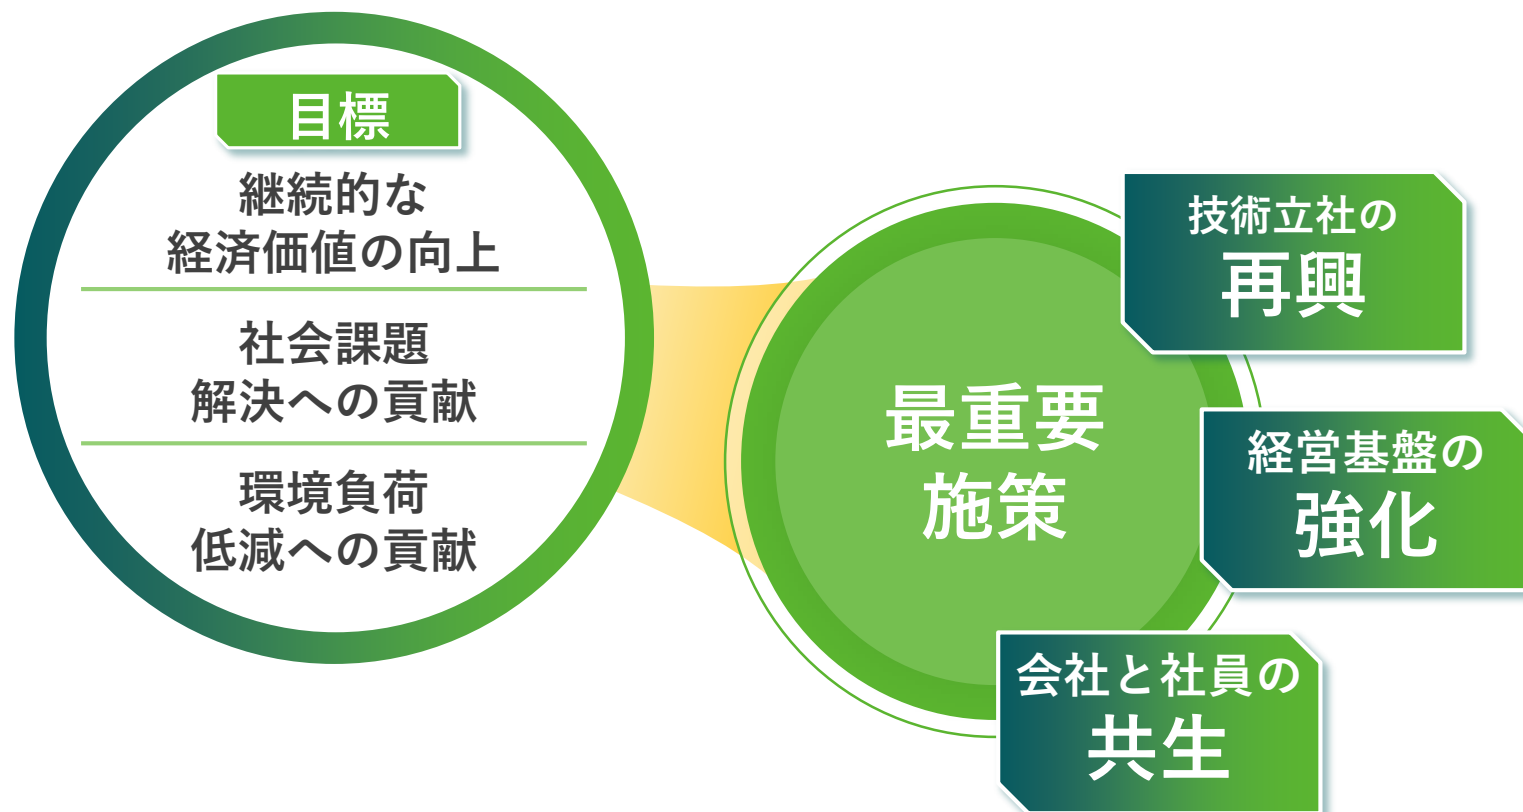 目標
継続的な
経済価値の向上
社会課題
解決への貢献
環境負荷
低減への貢献
最重要
施策
技術立社の
再興
経営基盤の
強化
会社と社員の
共生